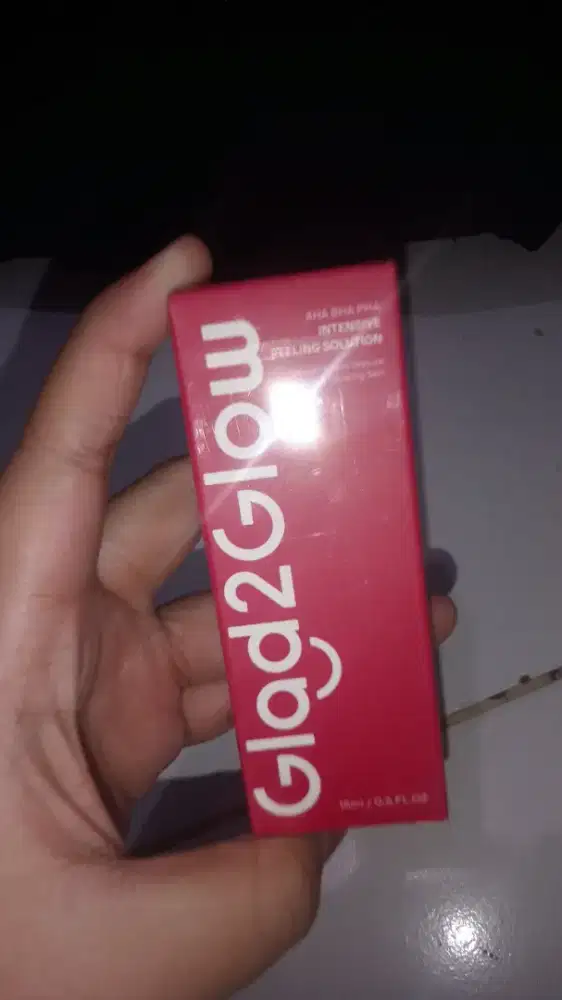 Glad2Glow
AHA BHA PHA
INTENSIVE
PEELING SOLUTION
15ml / 0.5 FL.OZ